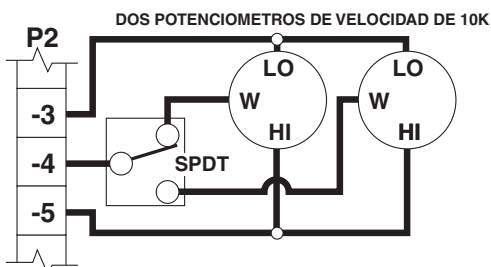 DOS POTENCIOMETROS DE VELOCIDAD DE 10K
P2
LO LO
-3
W W
HI HI
-4
SPDT
-5